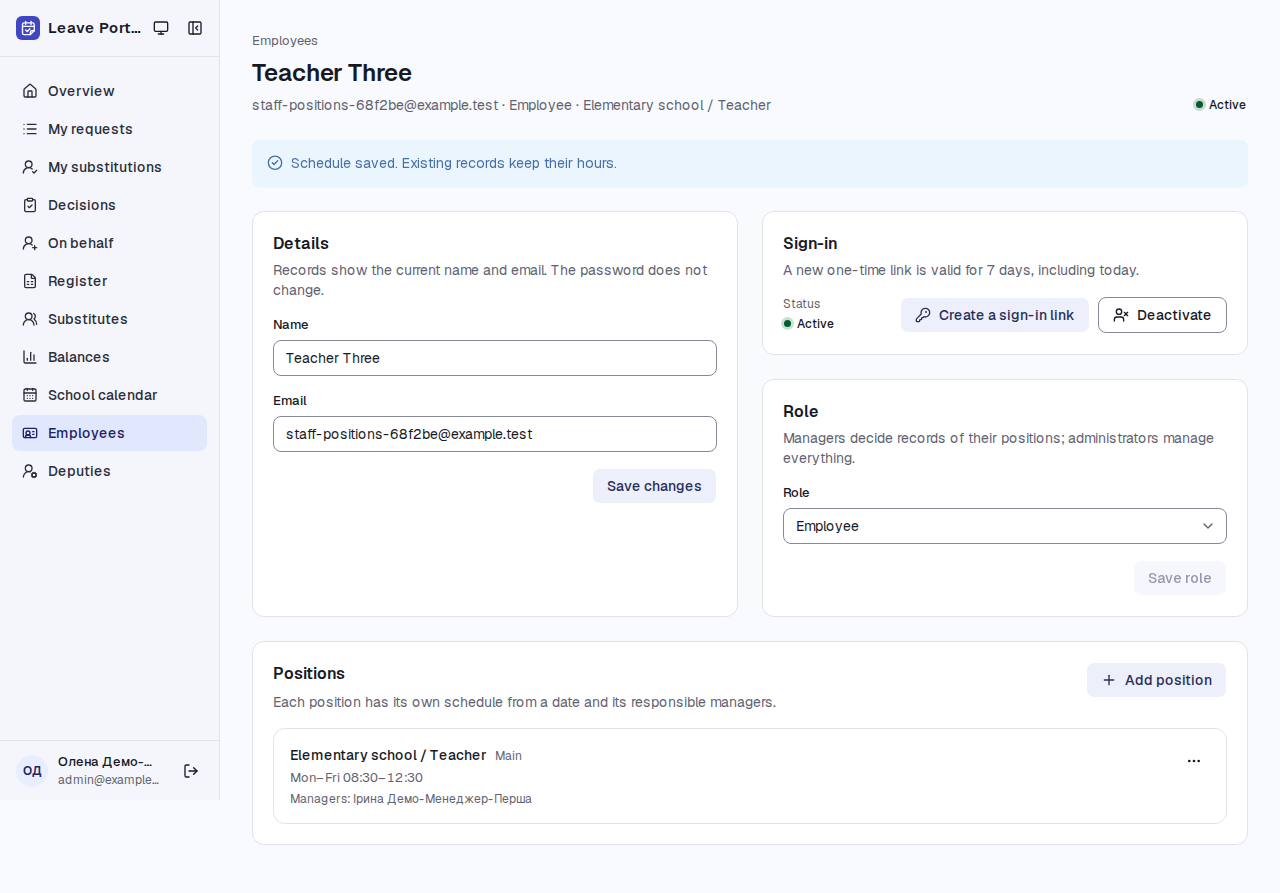 Leave Port…
Overview
My requests
My substitutions
Decisions
On behalf
Register
Substitutes
Balances
School calendar
Employees
Deputies
ОД
Олена Демо-…
admin@example…
Employees
Teacher Three
staff-positions-68f2be@example.test · Employee · Elementary school / Teacher
Active
Schedule saved. Existing records keep their hours.
Details
Records show the current name and email. The password does not
change.
Name
Teacher Three
Email
staff-positions-68f2be@example.test
Save changes
Sign-in
A new one-time link is valid for 7 days, including today.
Status
Active
Create a sign-in link
Deactivate
Role
Managers decide records of their positions; administrators manage
everything.
Role
Employee
Save role
Positions
Each position has its own schedule from a date and its responsible managers.
Add position
Elementary school / Teacher Main
Mon–Fri 08:30–12:30
Managers: Ірина Демо-Менеджер-Перша